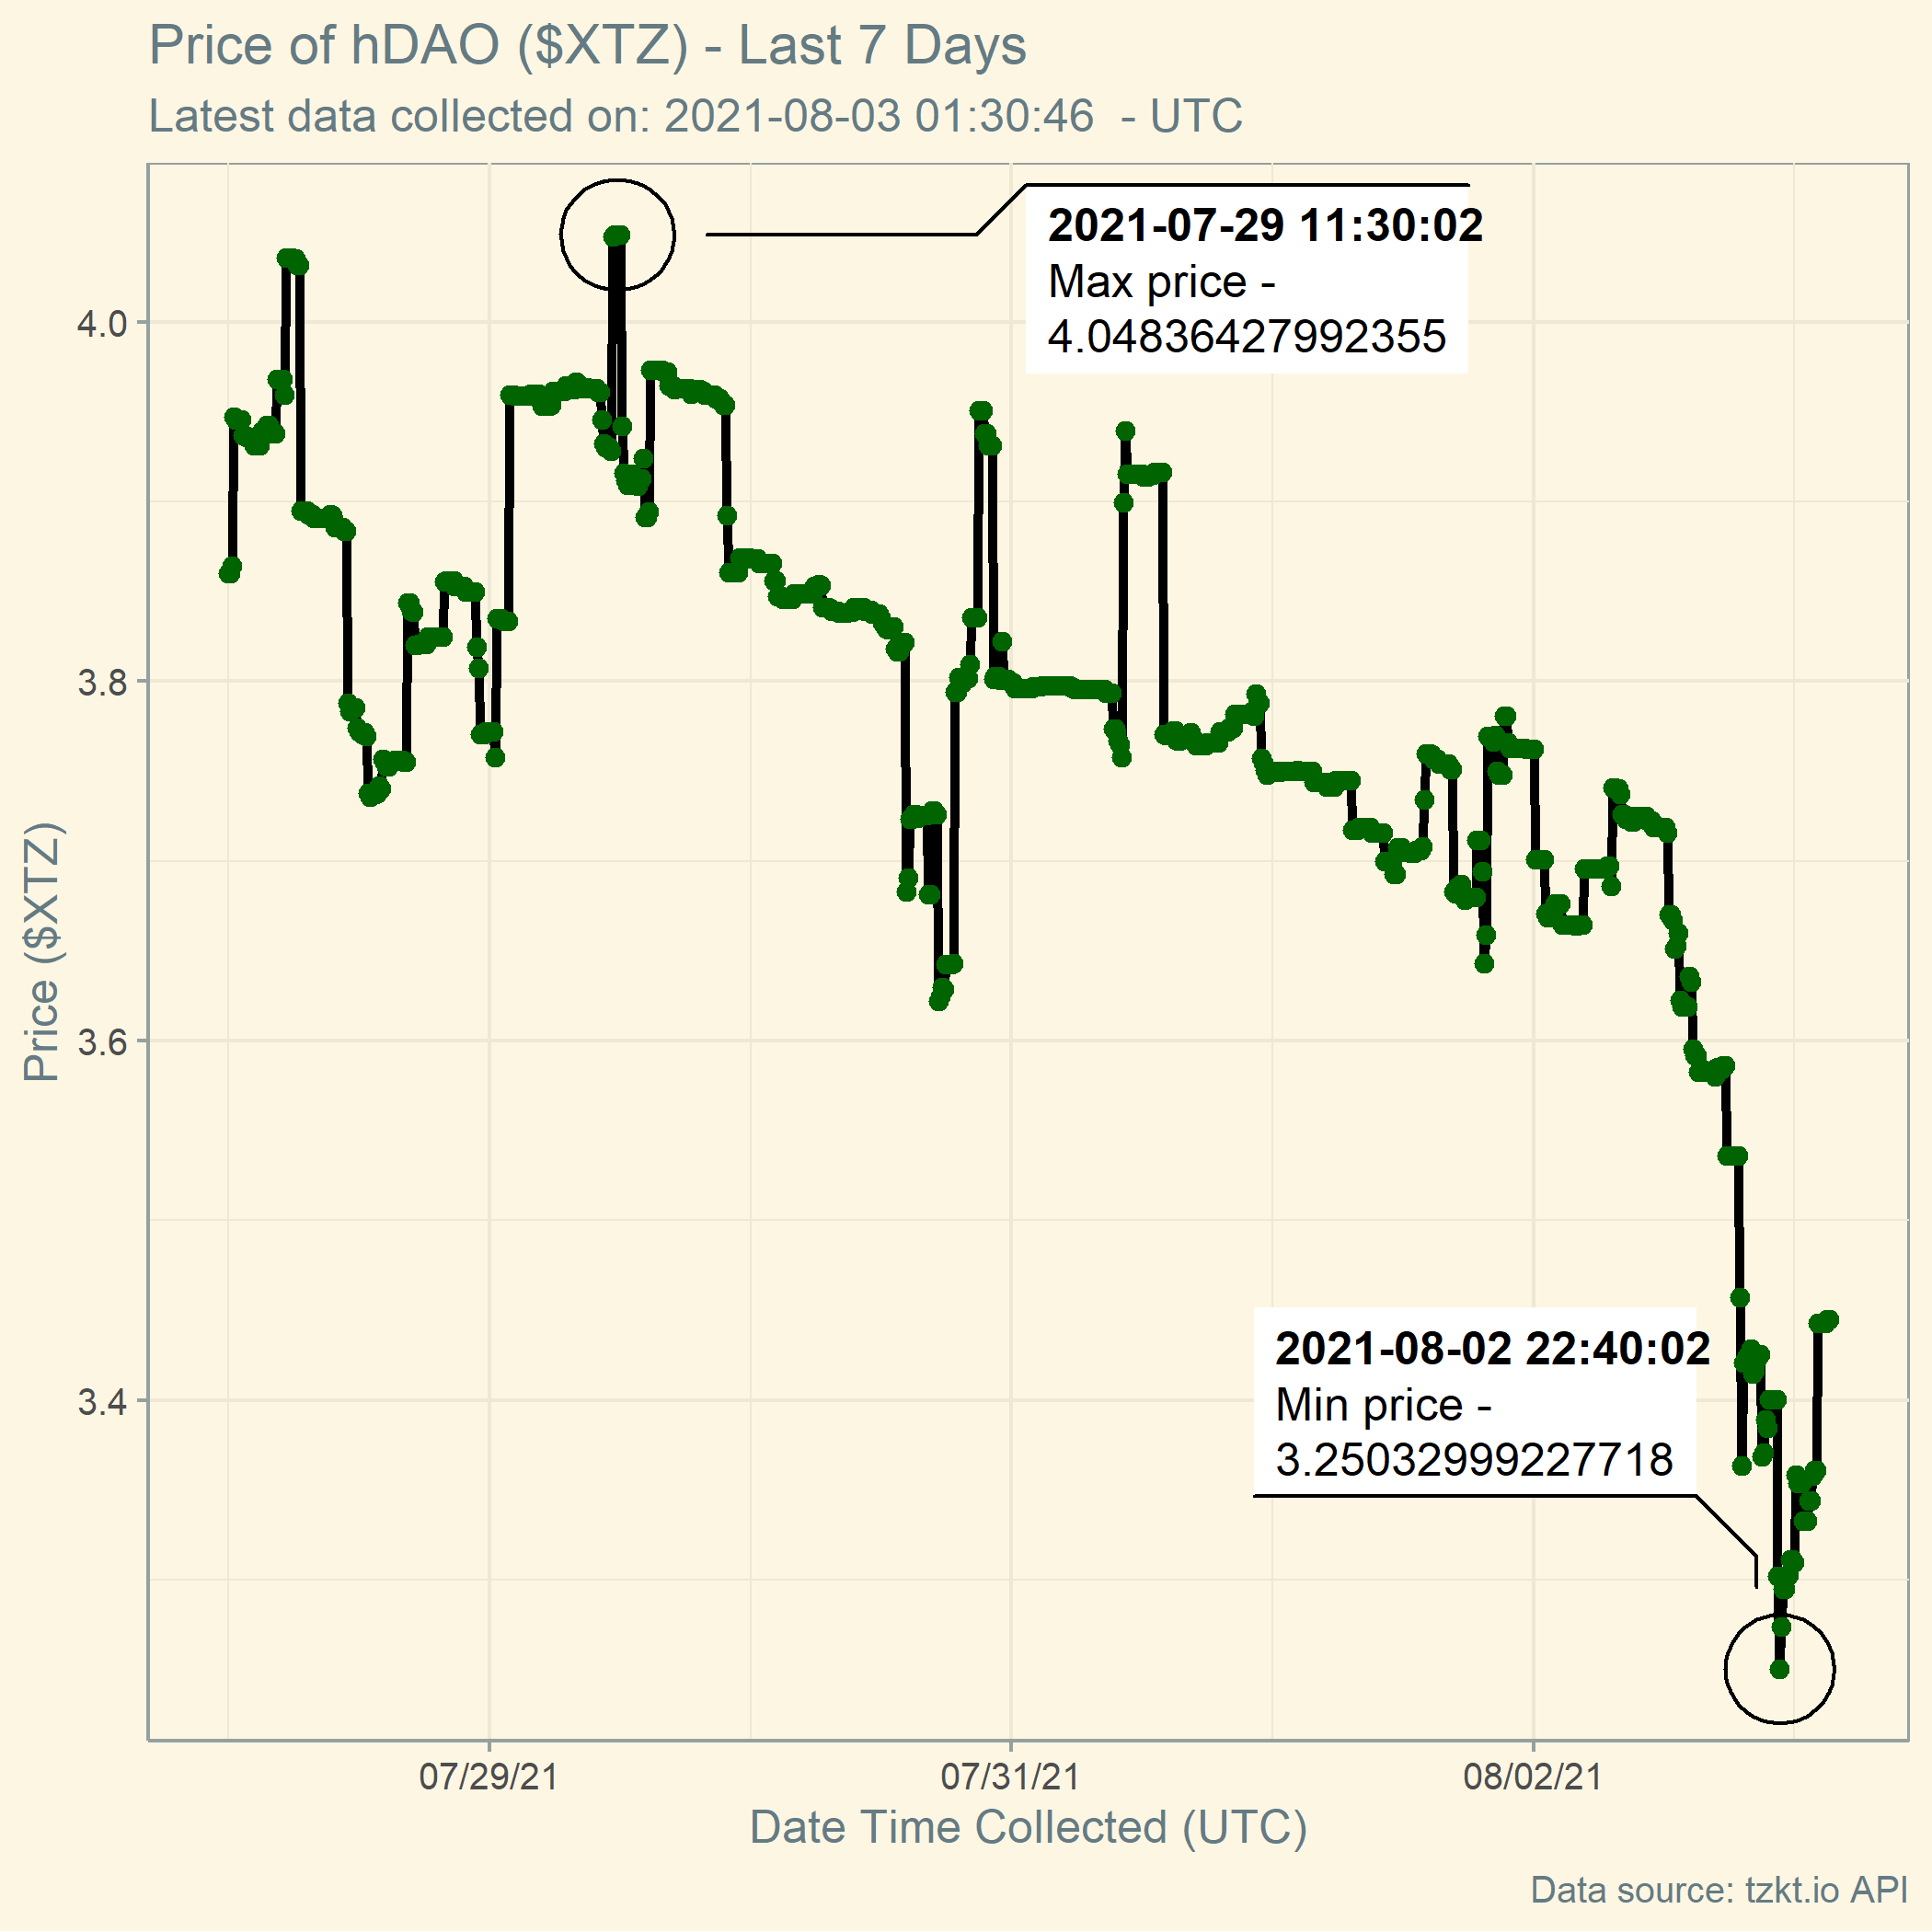 Price of hDAO ($XTZ) - Last 7 Days
Latest data collected on: 2021-08-03 01:30:46  - UTC
2021-07-29 11:30:02
Max price -
4.04836427992355
4.0
3.8
3.6
3.4
Price ($XTZ)
2021-08-02 22:40:02
Min price -
3.25032999227718
07/29/21
07/31/21
08/02/21
Date Time Collected (UTC)
Data source: tzkt.io API